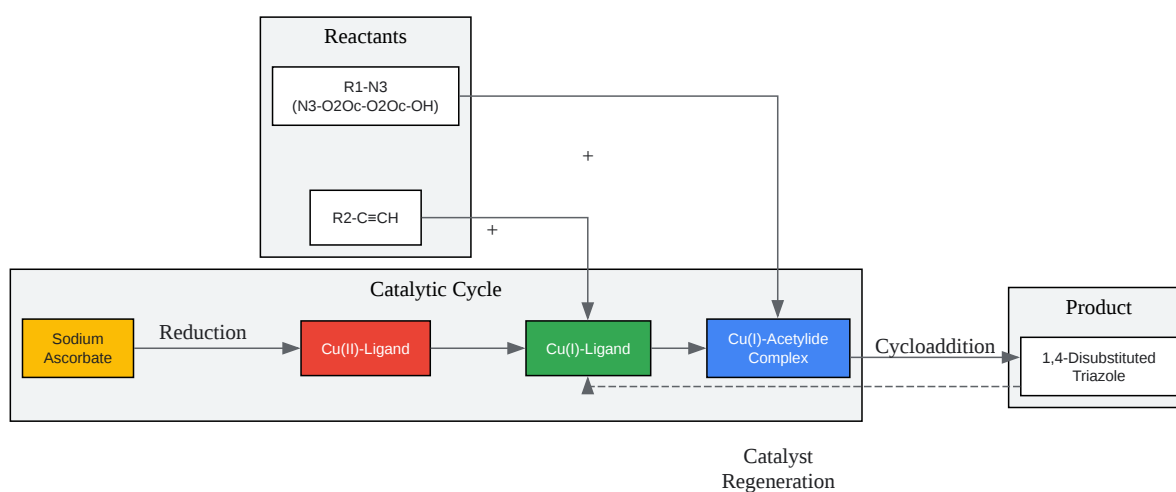 Reactants
R1-N3
(N3-O2Oc-O2Oc-OH)
+
R2-C≡CH
+
Catalytic Cycle
Sodium
Ascorbate
Reduction
Cu(II)-Ligand
Cu(I)-Ligand
Cu(I)-Acetylide
Complex
Cycloaddition
Product
1,4-Disubstituted
Triazole
Catalyst
Regeneration